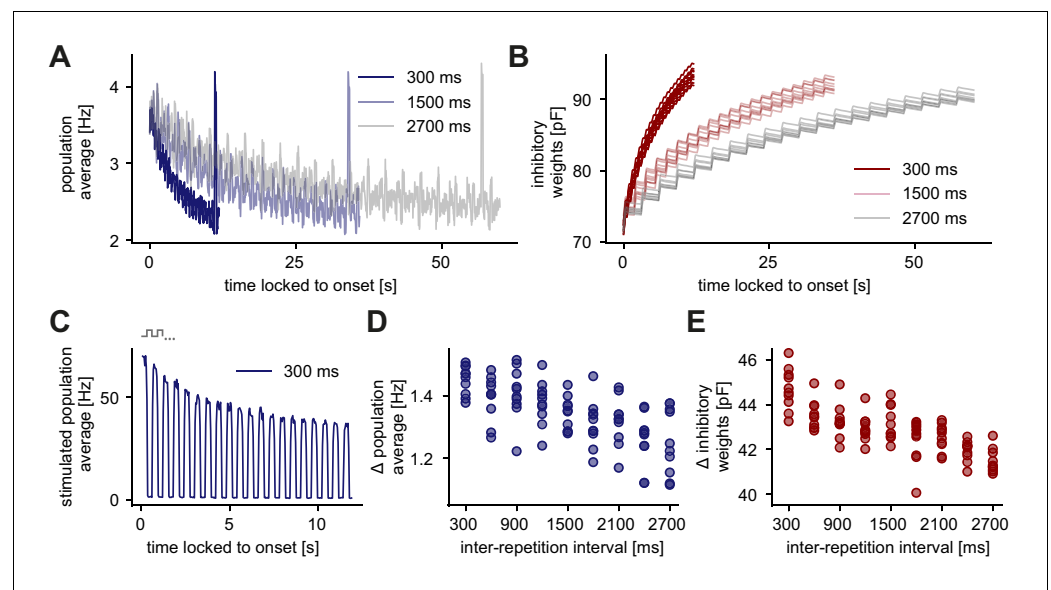 A
population
average [Hz]
4
3
2
300 ms
1500 ms
2700 ms
0
25
50
time locked to onset [s]
B
inhibitory
weights [pF]
90
80
70
300 ms
1500 ms
2700 ms
0
25
50
time locked to onset [s]
C
stimulated population
average [Hz]
50
0
300 ms
0
5
10
time locked to onset [s]
D
Δ population
average [Hz]
1.4
1.2
300
900
1500
2100
2700
inter-repetition interval [ms]
E
Δ inhibitory
weights [pF]
46
44
42
40
300
900
1500
2100
2700
inter-repetition interval [ms]